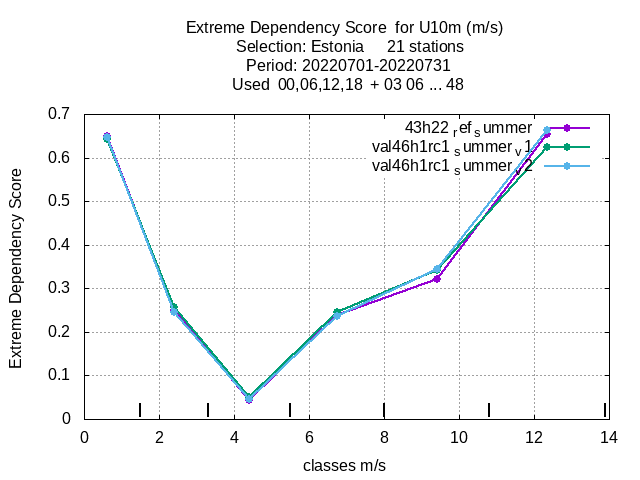 Extreme Dependency Score  for U10m (m/s)
Selection: Estonia     21 stations
Period: 20220701-20220731
Used  00,06,12,18  + 03 06 ... 48
0.7
0.6
0.5
0.4
0.3
0.2
0.1
0
Extreme Dependency Score
43h22 ref summer
val46h1rc1 summer v1
val46h1rc1 summer v2
0 2 4 6 8 10 12 14
classes m/s